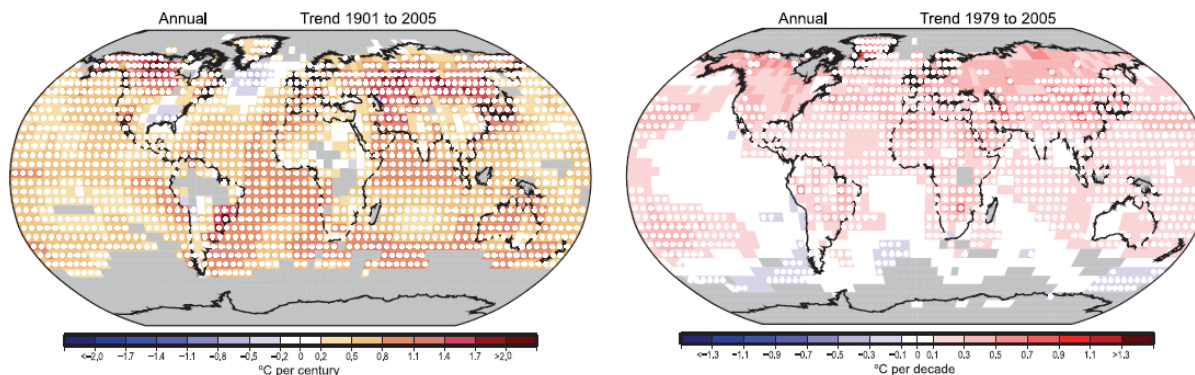 Annual Trend 1901 to 2005
<-2,0 -1,7 -1,4 -1,1 -0,8 -0,5 -0,2 0 0,2 0,5 0,8 1,1 1.4 1.7 >2,0
°C per century
Annual Trend 1979 to 2005
<-1.3 -1.1 -0.9 -0.7 -0.5 -0.3 -0.1 0 0.1 0.3 0.5 0.7 0.9 1.1 >1.3
°C per decade